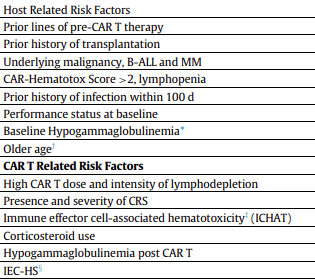 Host Related Risk Factors
Prior lines of pre-CAR T therapy
Prior history of transplantation
Underlying malignancy, B-ALL and MM
CAR-Hematotox Score >2, lymphopenia
Prior history of infection within 100 d
Performance status at baseline
Baseline Hypogammaglobulinemia*
Older age†
CAR T Related Risk Factors
High CAR T dose and intensity of lymphodepletion
Presence and severity of CRS
Immune effector cell-associated hematotoxicity† (ICHAT)
Corticosteroid use
Hypogammaglobulinemia post CAR T
IEC-HS§